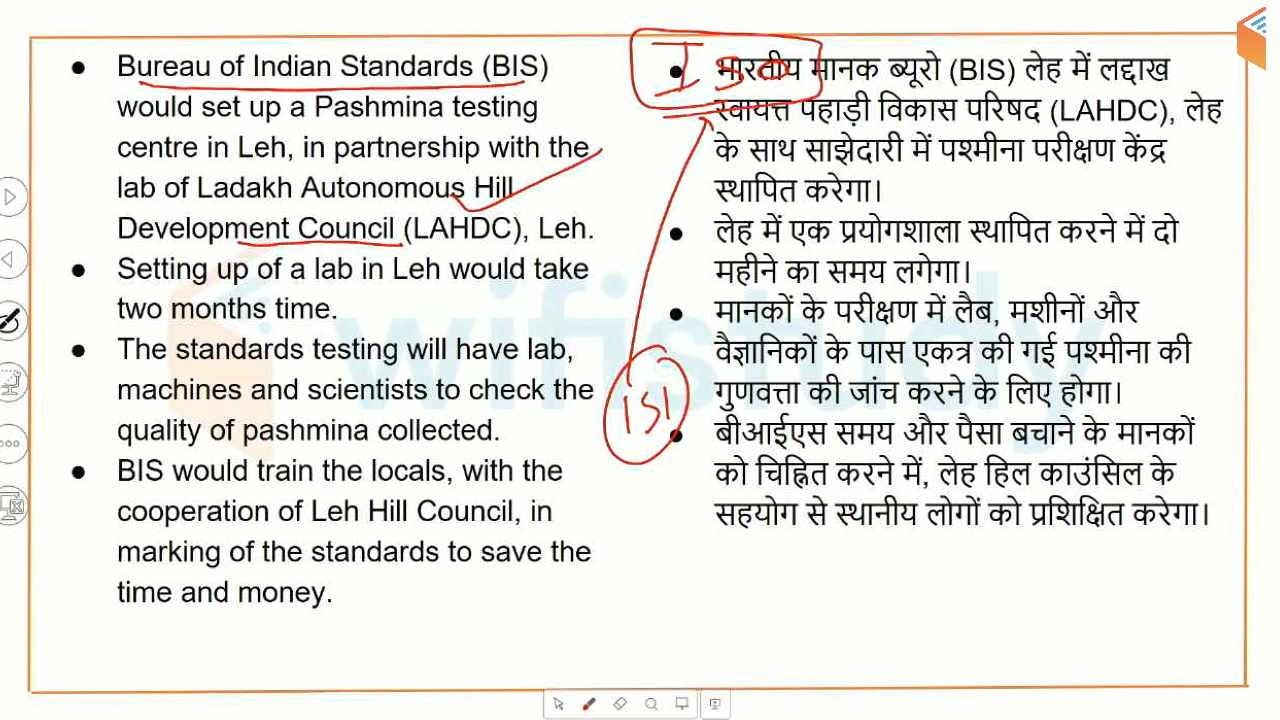 ● Bureau of Indian Standards (BIS)
would set up a Pashmina testing
centre in Leh, in partnership with the
lab of Ladakh Autonomous Hill
Development Council (LAHDC), Leh.
● Setting up of a lab in Leh would take
two months time.
● The standards testing will have lab,
machines and scientists to check the
quality of pashmina collected.
● BIS would train the locals, with the
cooperation of Leh Hill Council, in
marking of the standards to save the
time and money.
ISO
● भारतीय मानक ब्यूरो (BIS) लेह में लद्दाख
स्वायत्त पहाड़ी विकास परिषद (LAHDC), लेह
के साथ साझेदारी में पश्मीना परीक्षण केंद्र
स्थापित करेगा।
● लेह में एक प्रयोगशाला स्थापित करने में दो
महीने का समय लगेगा।
● मानकों के परीक्षण में लैब, मशीनों और
वैज्ञानिकों के पास एकत्र की गई पश्मीना की
गुणवत्ता की जांच करने के लिए होगा।
● बीआईएस समय और पैसा बचाने के मानकों
को चिह्नित करने में, लेह हिल काउंसिल के
सहयोग से स्थानीय लोगों को प्रशिक्षित करेगा।
ISI
wifistudy